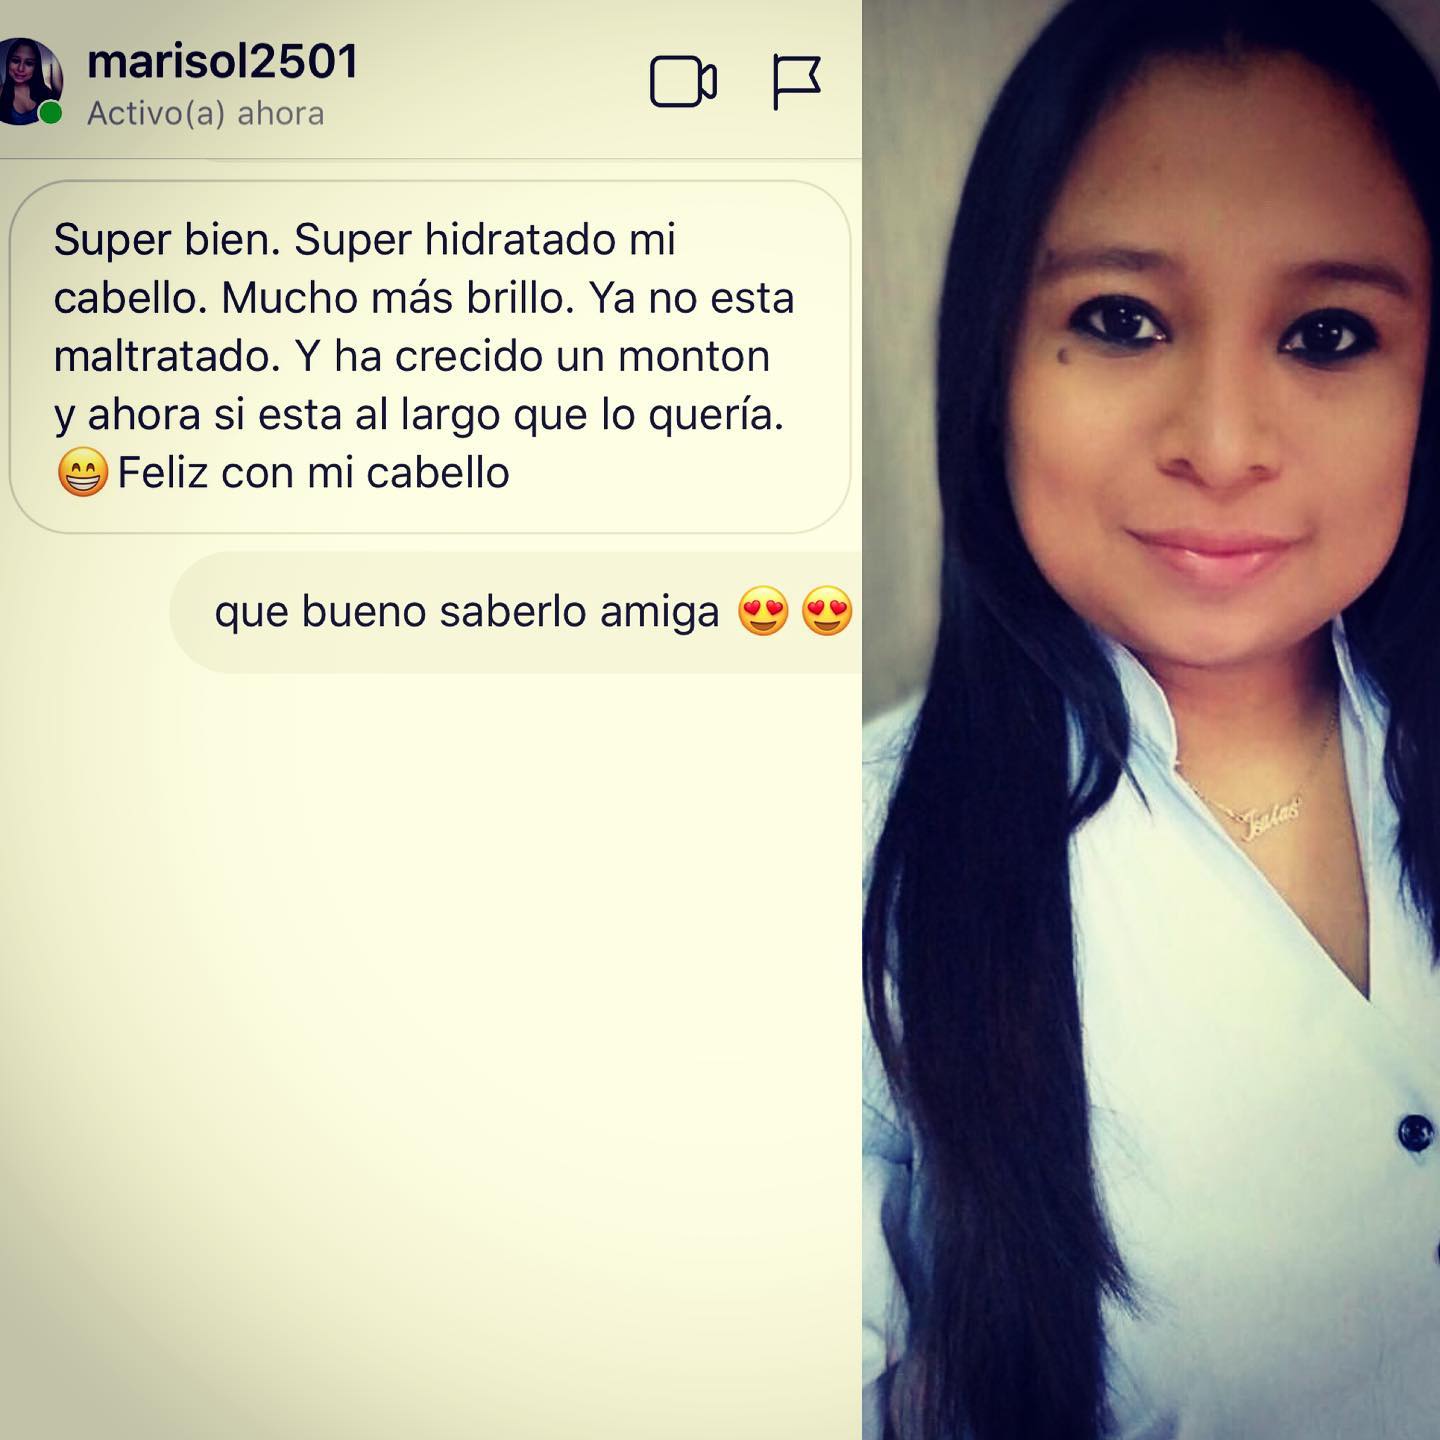 marisol2501
Activo(a) ahora
Super bien. Super hidratado mi
cabello. Mucho más brillo. Ya no esta
maltratado. Y ha crecido un monton
y ahora si esta al largo que lo quería.
😁Feliz con mi cabello
que bueno saberlo amiga 😍😍
Isaias